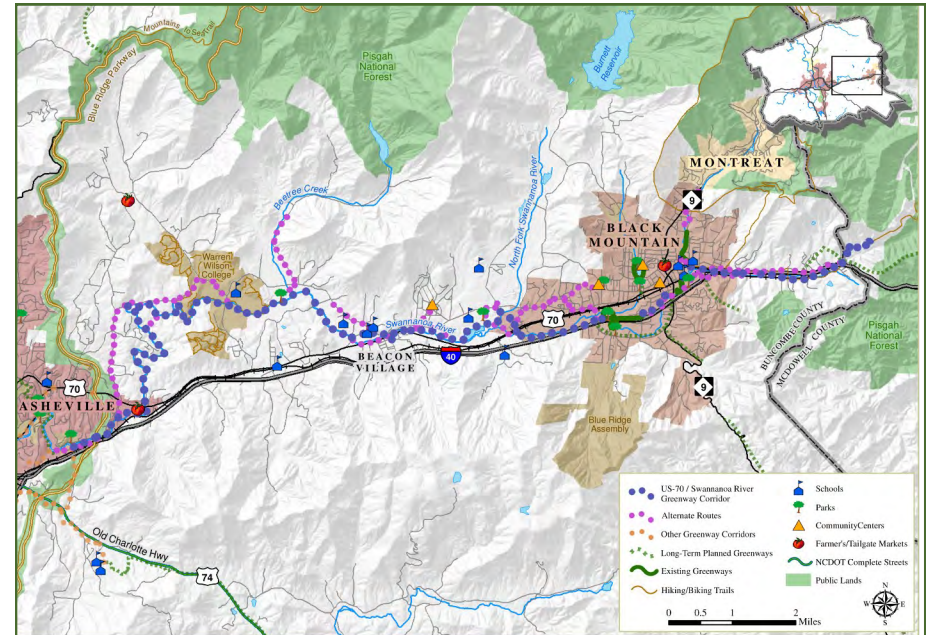 Mountains to Sea Trail
Blue Ridge Parkway
Pisgah
National
Forest
Burnett
Reservoir
MONTREAT
9
Beetree Creek
North Fork Swannanoa River
BLACK
MOUNTAIN
Warren
Wilson
College
Swannanoa River
70
BEACON
VILLAGE
40
BUNCOMBE COUNTY
MCDOWELL COUNTY
Pisgah
National
Forest
70
ASHEVILLE
9
Blue Ridge
Assembly
Old Charlotte Hwy
74
US-70 / Swannanoa River
Greenway Corridor
Alternate Routes
Other Greenway Corridors
Long-Term Planned Greenways
Existing Greenways
Hiking/Biking Trails
Schools
Parks
CommunityCenters
Farmer's/Tailgate Markets
NCDOT Complete Streets
Public Lands
0 0.5 1 2
Miles
N
W E
S